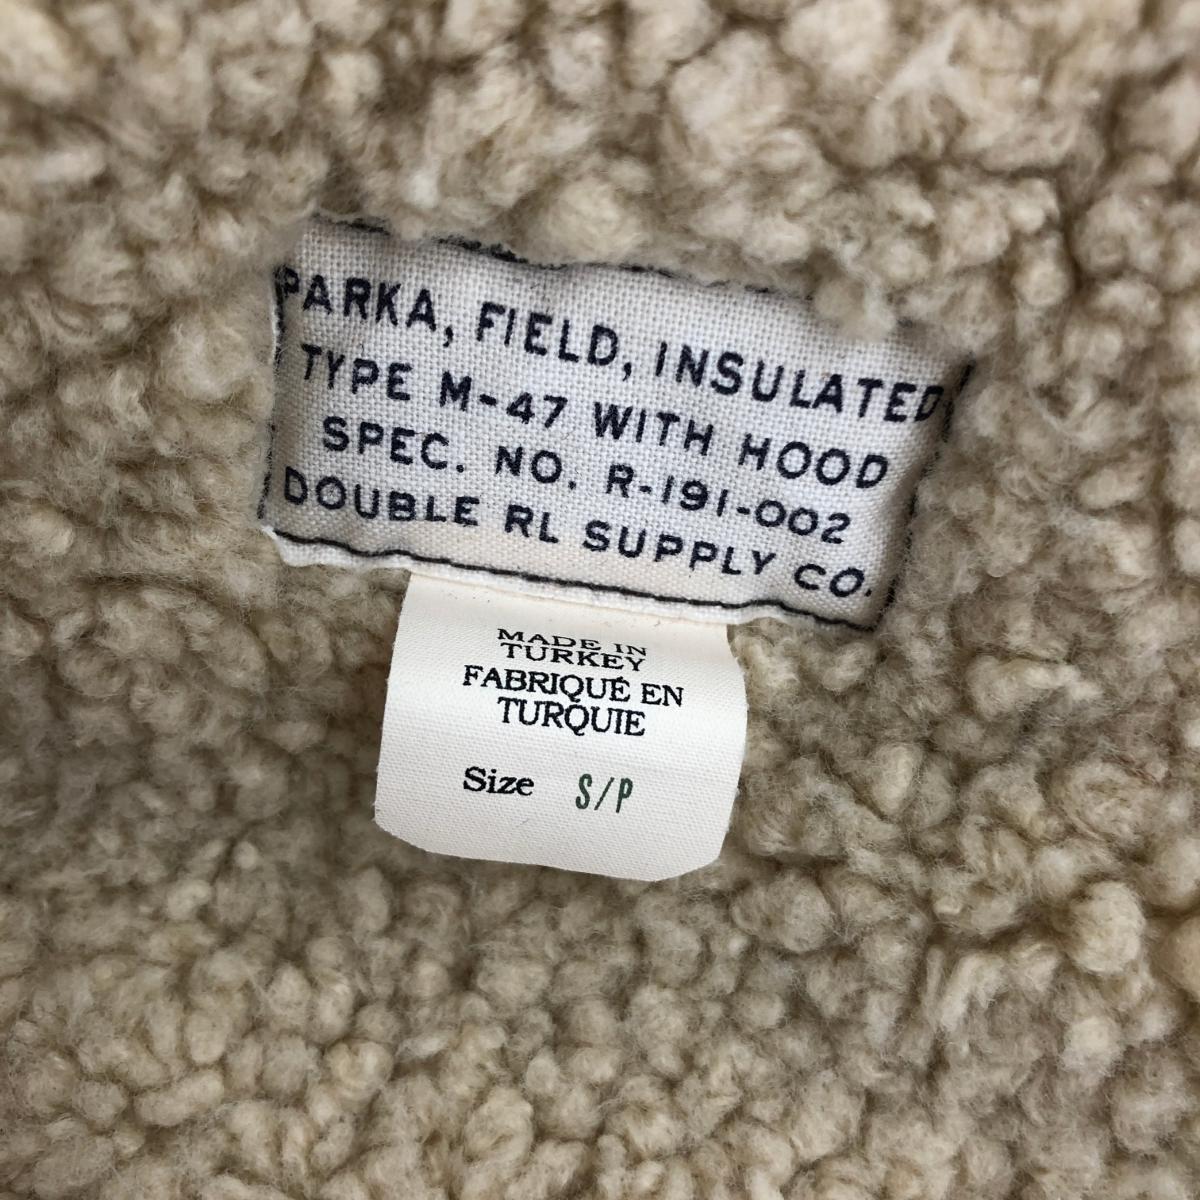 PARKA, FIELD, INSULATED
TYPE M-47 WITH HOOD
SPEC. NO. R-191-002
DOUBLE RL SUPPLY CO.
MADE IN
TURKEY
FABRIQUÉ EN
TURQUIE
Size S/P